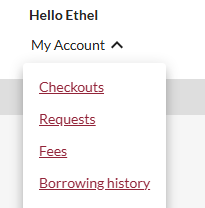 Hello Ethel
My Account
Checkouts
Requests
Fees
Borrowing history